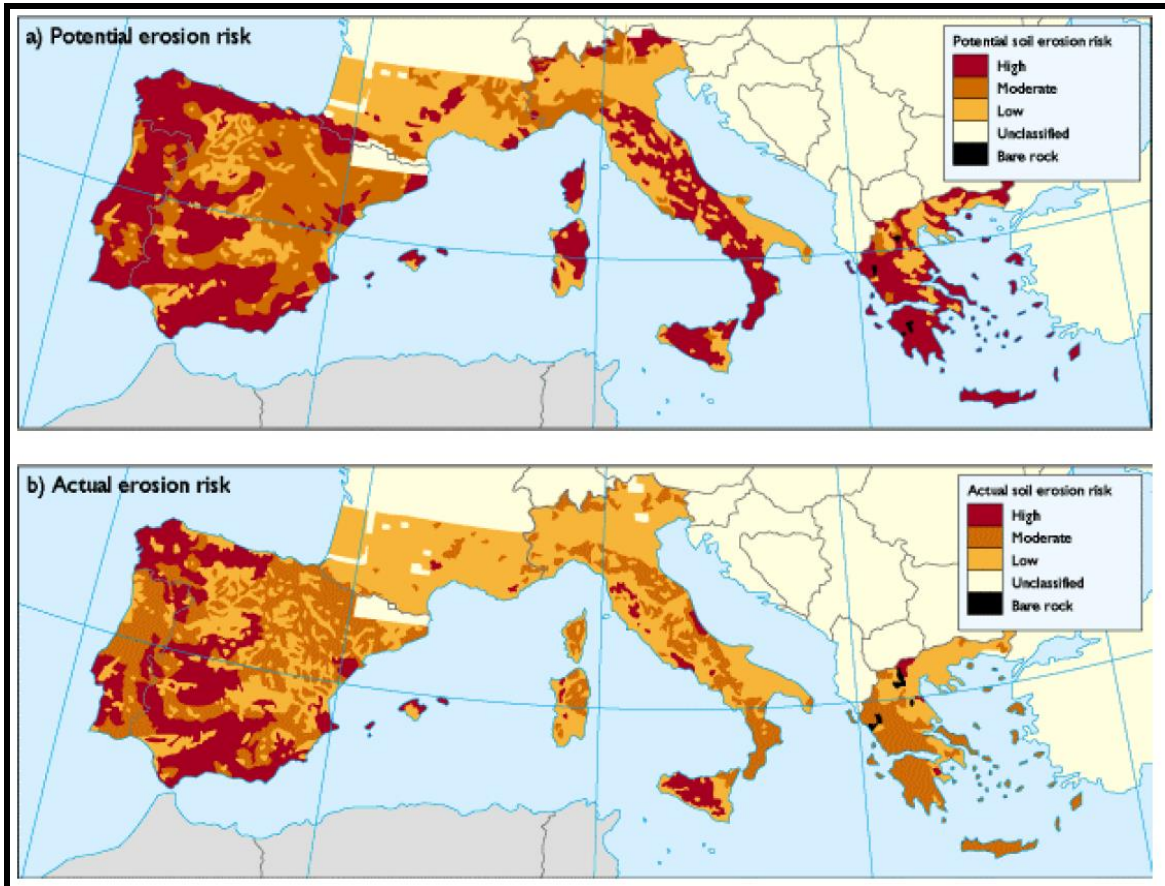 a) Potential erosion risk
Potential soil erosion risk
High
Moderate
Low
Unclassified
Bare rock
b) Actual erosion risk
Actual soil erosion risk
High
Moderate
Low
Unclassified
Bare rock